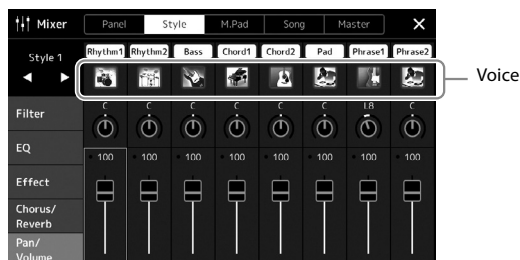 Mixer Panel Style M.Pad Song Master ×
Style 1 Rhythm1 Rhythm2 Bass Chord1 Chord2 Pad Phrase1 Phrase2
Voice
Filter C C C C C C L8 C
EQ
100 100 100 100 100 100 100 100
Effect
Chorus/
Reverb
Pan/
Volume